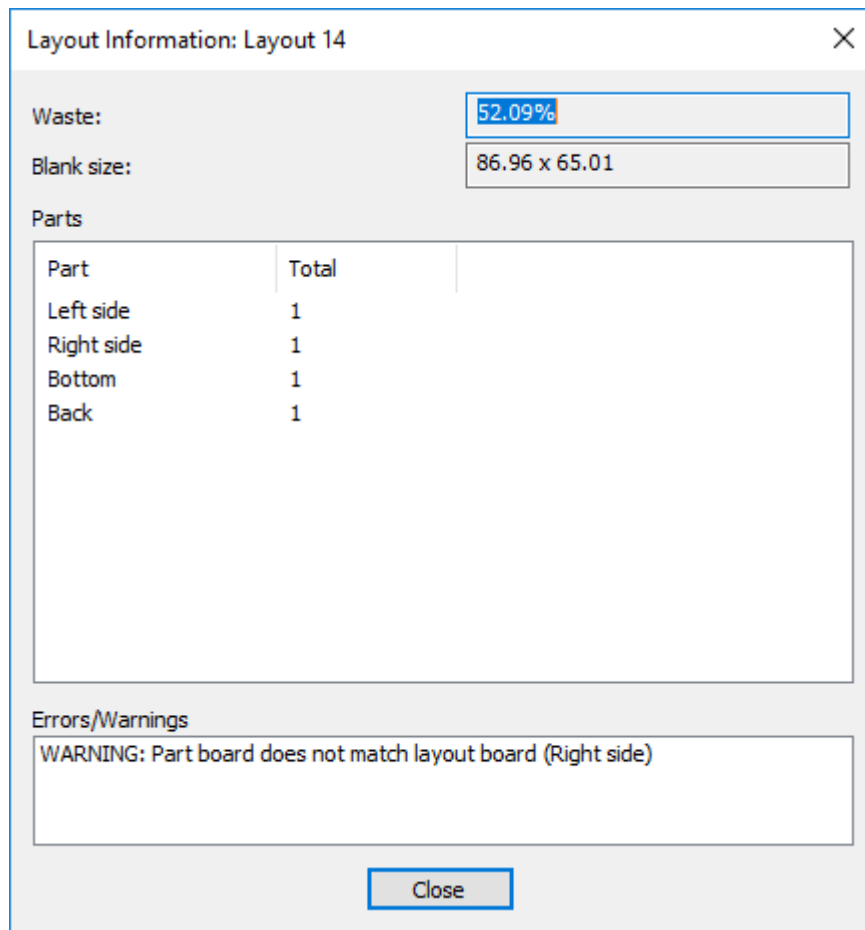 Layout Information: Layout 14
Waste: 52.09%
Blank size: 86.96 x 65.01
Parts
Part Total
Left side 1
Right side 1
Bottom 1
Back 1
Errors/Warnings
WARNING: Part board does not match layout board (Right side)
Close